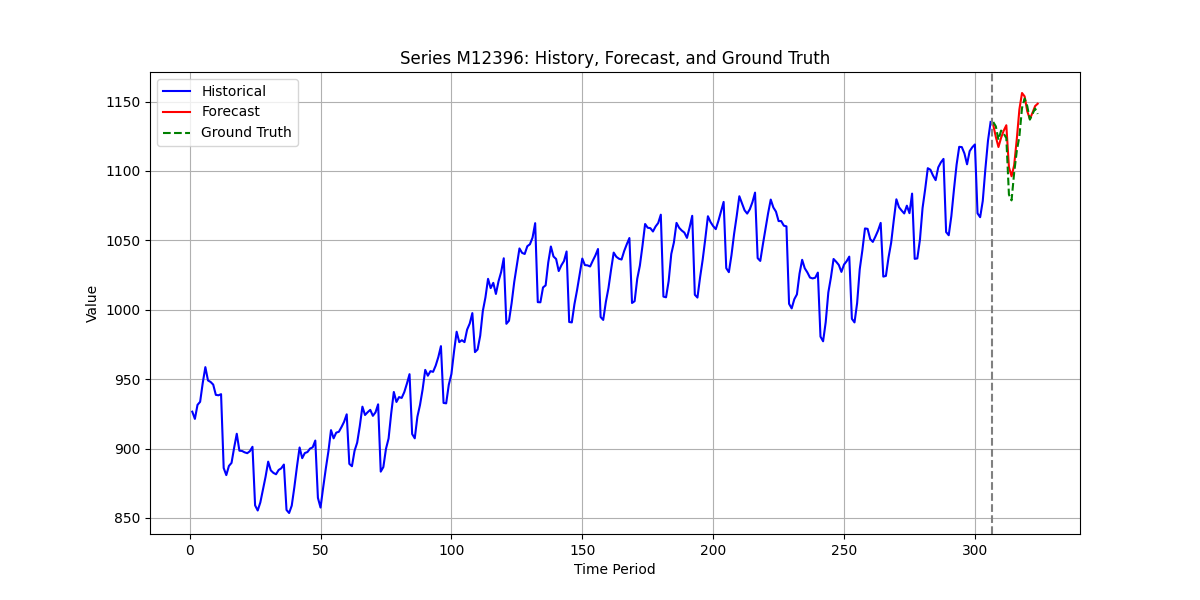 Series M12396: History, Forecast, and Ground Truth
Historical
Forecast
Ground Truth
Value
1150
1100
1050
1000
950
900
850
0 50 100 150 200 250 300
Time Period